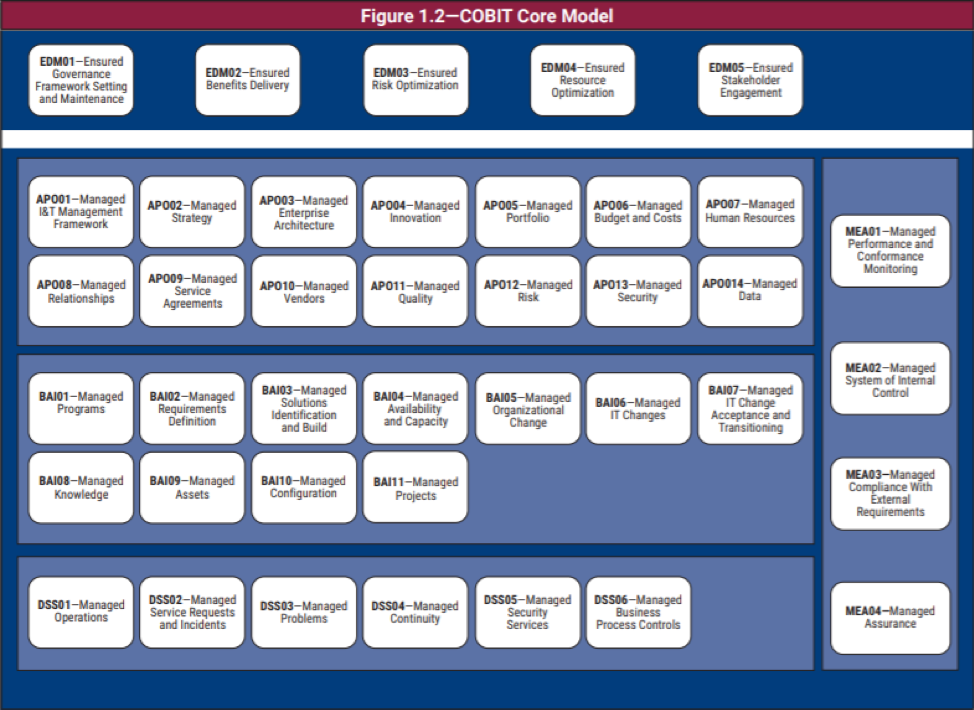 Figure 1.2—COBIT Core Model
EDM01—Ensured
Governance
Framework Setting
and Maintenance
EDM02—Ensured
Benefits Delivery
EDM03—Ensured
Risk Optimization
EDM04—Ensured
Resource
Optimization
EDM05—Ensured
Stakeholder
Engagement
APO01—Managed
I&T Management
Framework
APO02—Managed
Strategy
APO03—Managed
Enterprise
Architecture
APO04—Managed
Innovation
APO05—Managed
Portfolio
APO06—Managed
Budget and Costs
APO07—Managed
Human Resources
APO08—Managed
Relationships
APO09—Managed
Service
Agreements
APO10—Managed
Vendors
APO11—Managed
Quality
APO12—Managed
Risk
APO13—Managed
Security
APO014—Managed
Data
BAI01—Managed
Programs
BAI02—Managed
Requirements
Definition
BAI03—Managed
Solutions
Identification
and Build
BAI04—Managed
Availability
and Capacity
BAI05—Managed
Organizational
Change
BAI06—Managed
IT Changes
BAI07—Managed
IT Change
Acceptance and
Transitioning
BAI08—Managed
Knowledge
BAI09—Managed
Assets
BAI10—Managed
Configuration
BAI11—Managed
Projects
DSS01—Managed
Operations
DSS02—Managed
Service Requests
and Incidents
DSS03—Managed
Problems
DSS04—Managed
Continuity
DSS05—Managed
Security
Services
DSS06—Managed
Business
Process Controls
MEA01—Managed
Performance and
Conformance
Monitoring
MEA02—Managed
System of Internal
Control
MEA03—Managed
Compliance With
External
Requirements
MEA04—Managed
Assurance